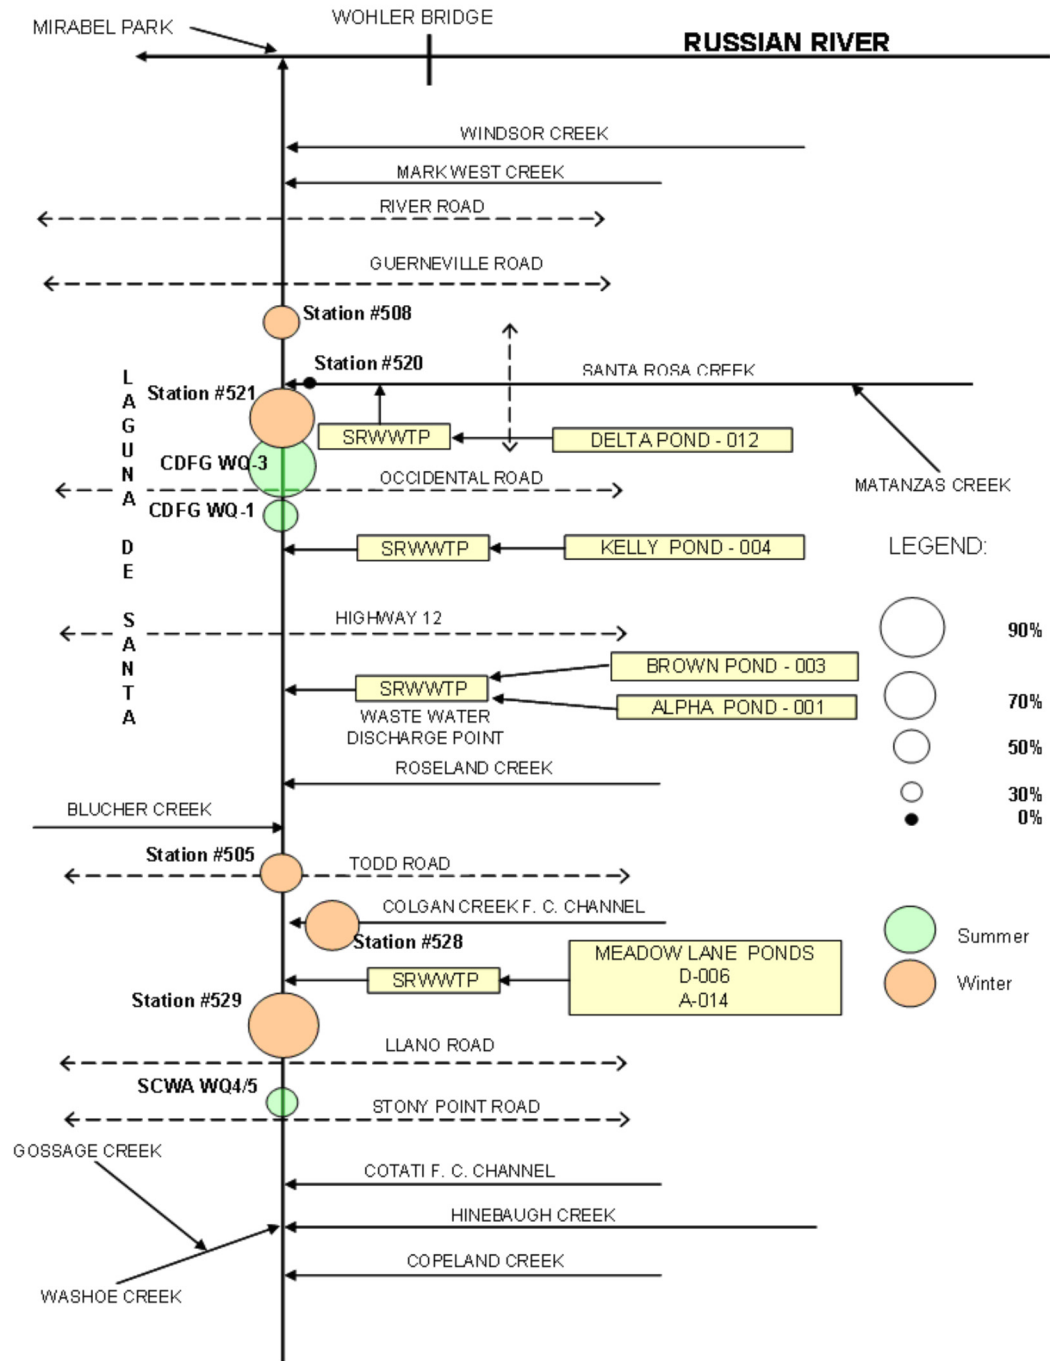 WOHLER BRIDGE
MIRABEL PARK
RUSSIAN RIVER
WINDSOR CREEK
MARK WEST CREEK
RIVER ROAD
GUERNEVILLE ROAD
Station #508
Station #520
SANTA ROSA CREEK
Station #521
SRWWTP
DELTA POND - 012
CDFG WQ-3
OCCIDENTAL ROAD
MATANZAS CREEK
CDFG WQ-1
LAGUNA DE SANTA
SRWWTP
KELLY POND - 004
LEGEND:
HIGHWAY 12
90%
BROWN POND - 003
SRWWTP
ALPHA POND - 001
70%
WASTE WATER
DISCHARGE POINT
50%
ROSELAND CREEK
30%
BLUCHER CREEK
0%
Station #505
TODD ROAD
COLGAN CREEK F. C. CHANNEL
Station #528
Summer
MEADOW LANE PONDS
D-006
A-014
SRWWTP
Winter
Station #529
LLANO ROAD
SCWA WQ4/5
STONY POINT ROAD
GOSSAGE CREEK
COTATI F. C. CHANNEL
HINEBAUGH CREEK
COPELAND CREEK
WASHOE CREEK